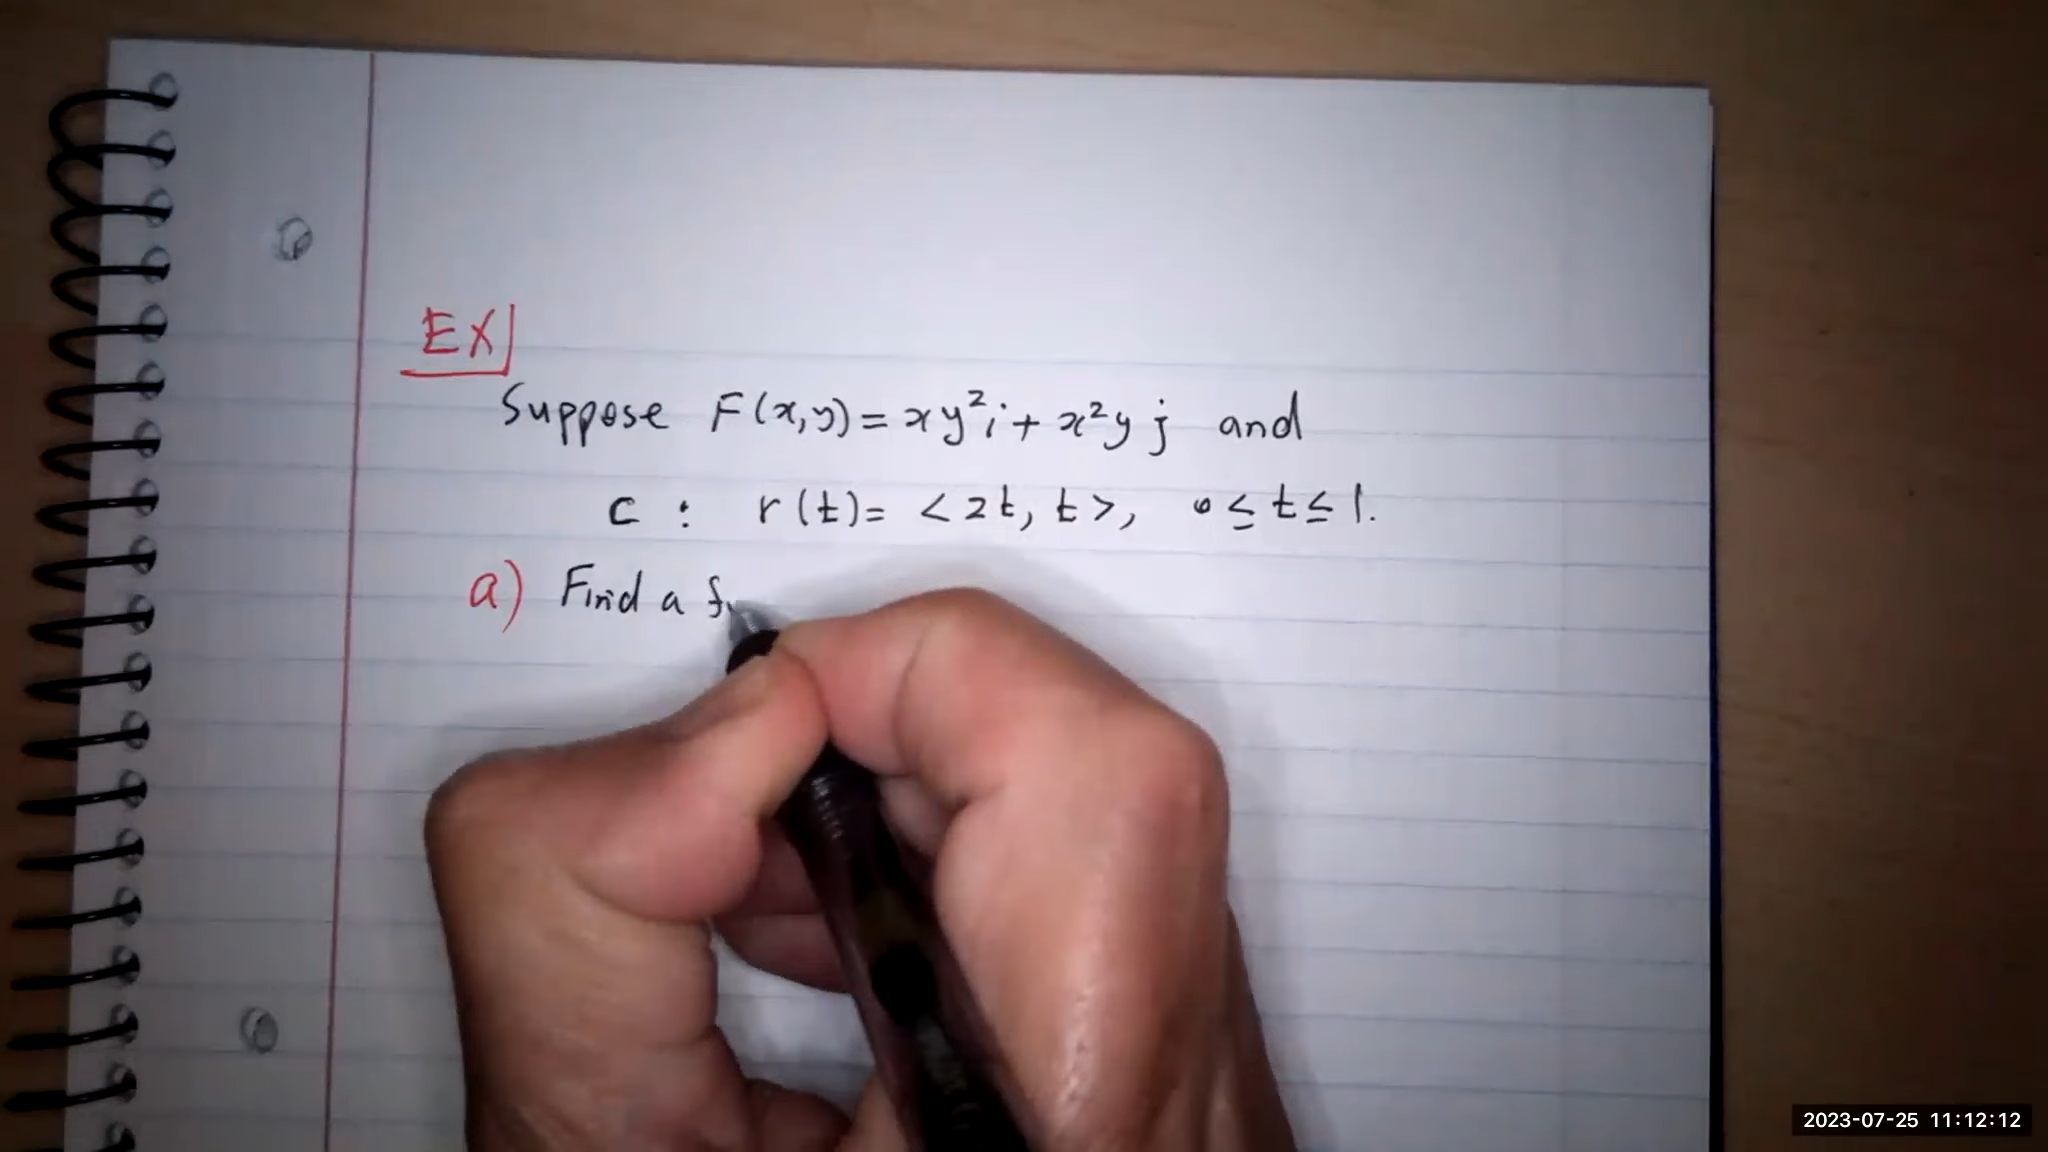 EX
Suppose F(x,y) = xy²i + x²y j and
C : r(t) = <2t, t>, 0 ≤ t ≤ 1.
a) Find a
2023-07-25 11:12:12